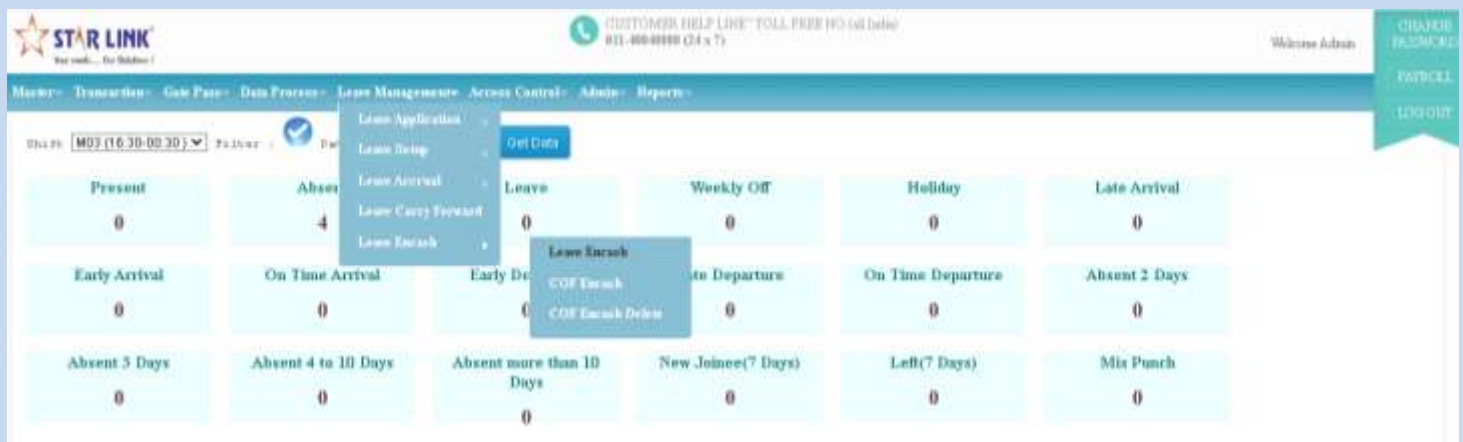 STAR LINK
CUSTOMER HELP LINE" TOLL FREE NO
(24 x 7)
Welcome Admin
CHANGE PASSWORD
PAYROLL
LOG OUT
Master Transaction Gate Pass Data Process Leave Management Access Control Admin Reports
Leave Application
Leave Setup
Leave Accrual
Leave Carry Forward
Leave Encash
Leave Encash
COF Encash
COF Encash Delete
Shift M03 (16:30-00:30) Filter : Get Data
Present Leave Weekly Off Holiday Late Arrival
0 4 0 0 0 0
Early Arrival On Time Arrival Early Departure On Time Departure Absent 2 Days
0 0 0 0 0
Absent 3 Days Absent 4 to 10 Days Absent more than 10 Days New Joinee(7 Days) Left(7 Days) Mis Punch
0 0 0 0 0 0